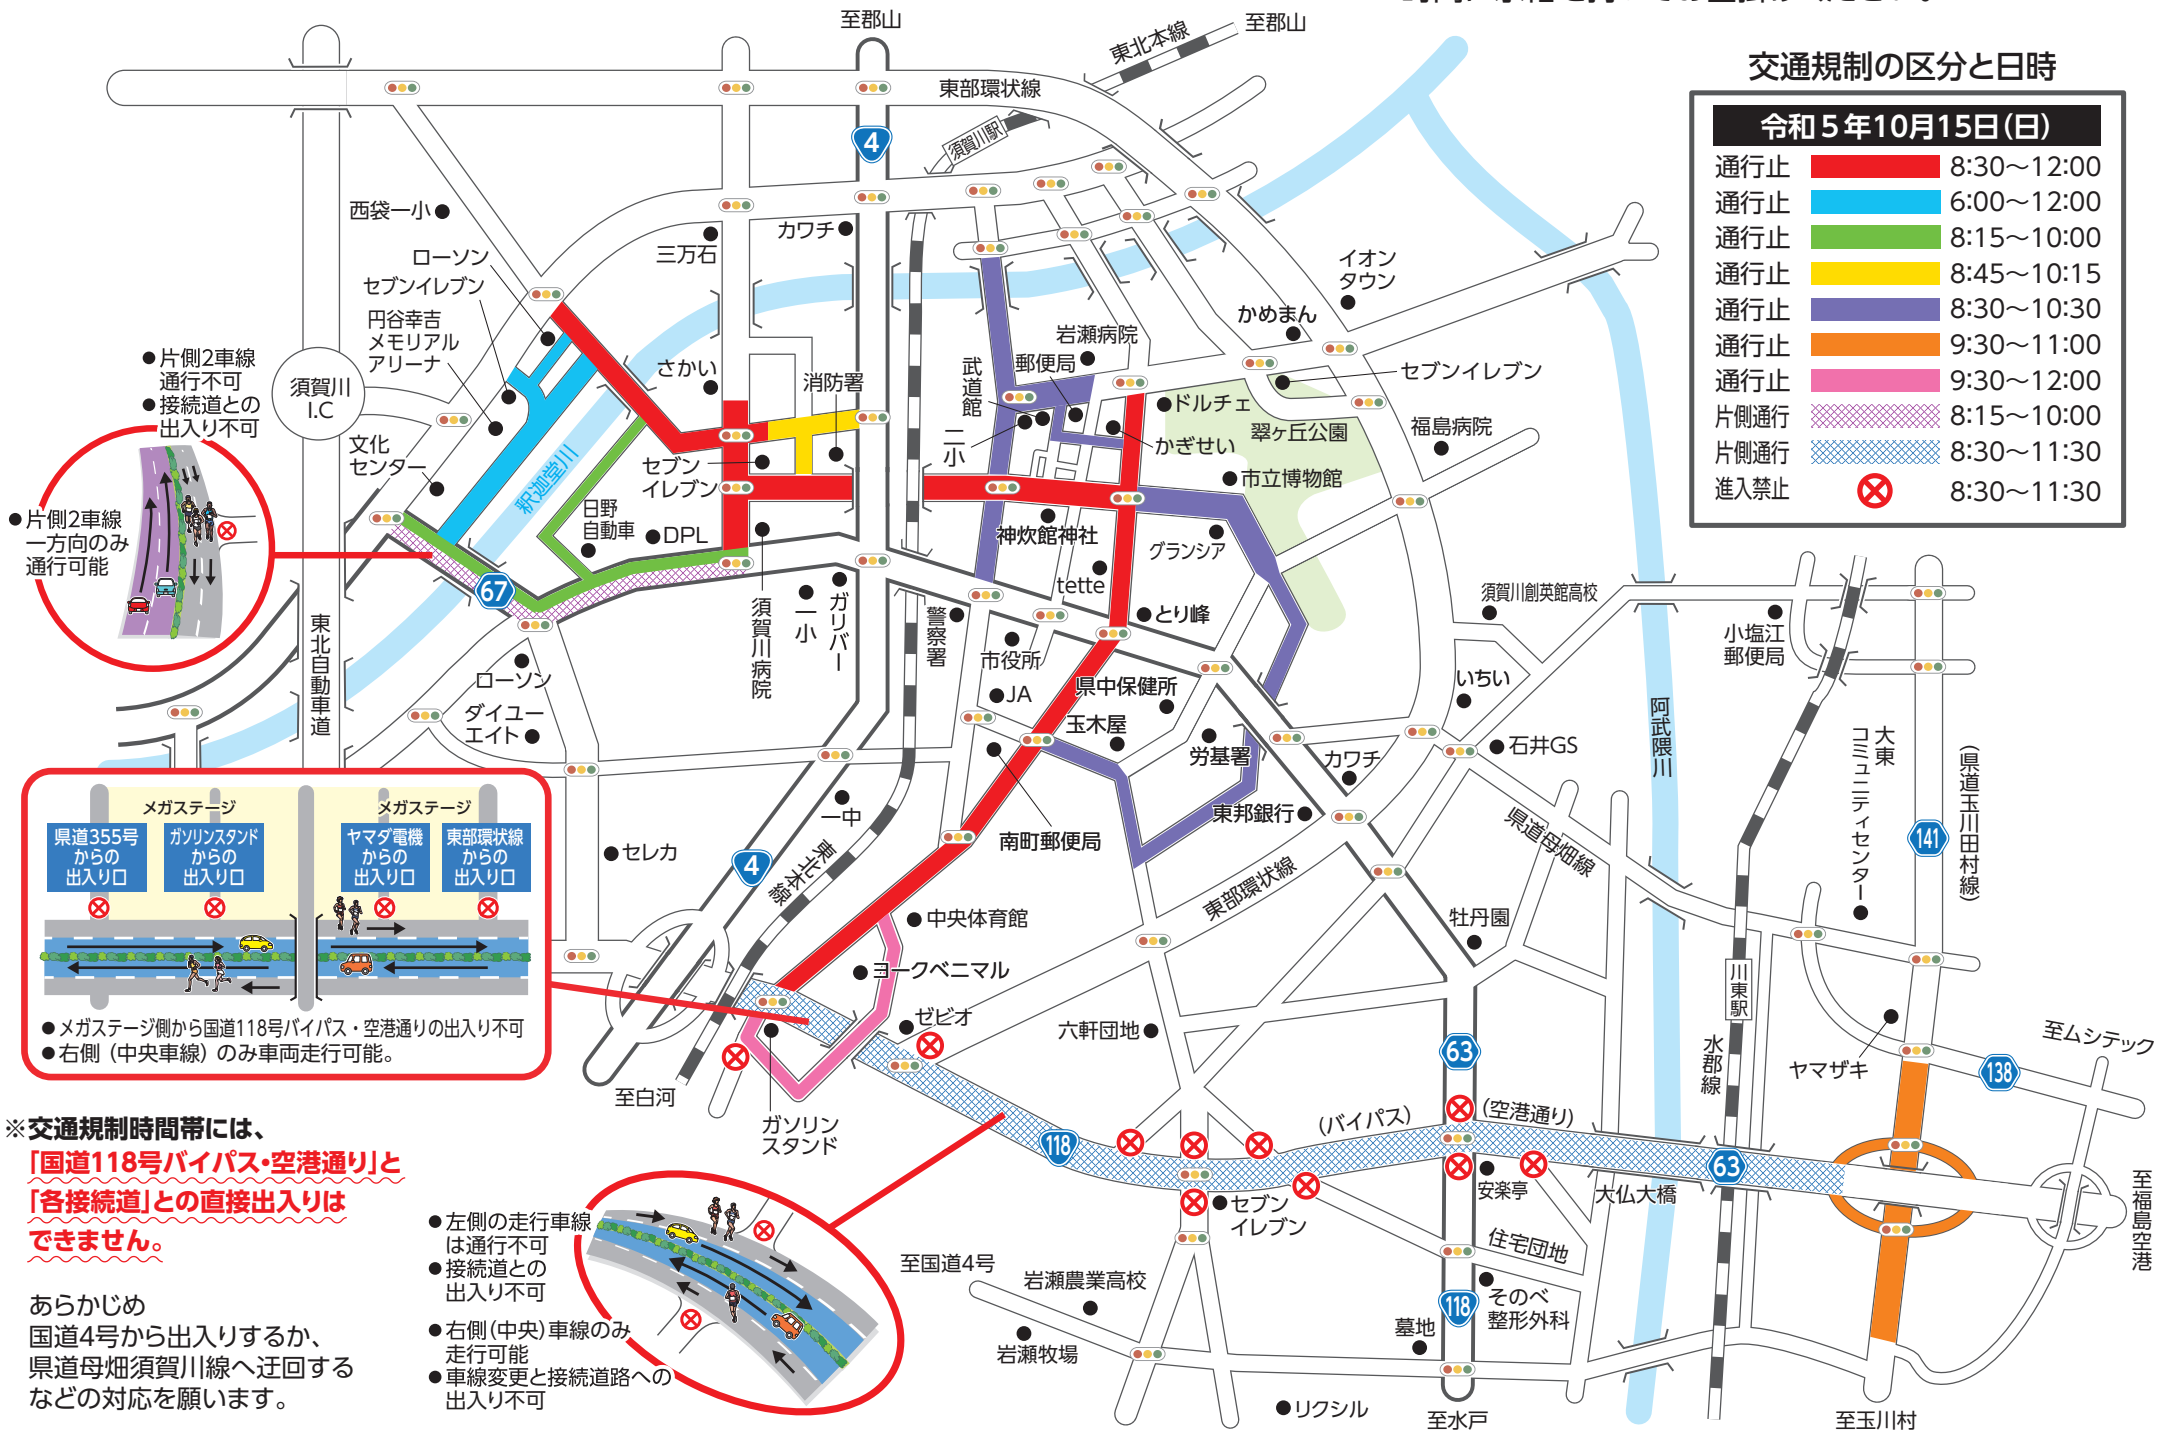 至郡山
東北本線
至郡山
東部環状線
4
須賀川駅
交通規制の区分と日時
令和5年10月15日(日)
通行止 8:30〜12:00
通行止 6:00〜12:00
通行止 8:15〜10:00
通行止 8:45〜10:15
通行止 8:30〜10:30
通行止 9:30〜11:00
通行止 9:30〜12:00
片側通行 8:15〜10:00
片側通行 8:30〜11:30
進入禁止 8:30〜11:30
西袋一小
ローソン
セブンイレブン
円谷幸吉
メモリアル
アリーナ
三万石
カワチ
イオン
タウン
かめまん
岩瀬病院
郵便局
武道館
二小
さかい
消防署
セブンイレブン
ドルチェ
かぎせい
翠ヶ丘公園
福島病院
市立博物館
須賀川
I.C
文化
センター
釈迦堂川
セブン
イレブン
日野
自動車
DPL
神炊館神社
グランシア
tette
とり峰
●片側2車線
通行不可
●接続道との
出入り不可
●片側2車線
一方向のみ
通行可能
67
東北自動車道
須賀川病院
一小
ガリバー
警察署
市役所
JA
県中保健所
玉木屋
労基署
カワチ
須賀川創英館高校
いちい
石井GS
小塩江
郵便局
阿武隈川
大東
コミュニティセンター
(県道玉川田村線)
141
ローソン
ダイユー
エイト
一中
セレカ
4
東北本線
南町郵便局
東邦銀行
県道母畑線
東部環状線
中央体育館
ヨークベニマル
ゼビオ
牡丹園
六軒団地
川東駅
水郡線
ヤマザキ
至ムシテック
138
63
メガステージ
メガステージ
県道355号
からの
出入り口
ガソリンスタンド
からの
出入り口
ヤマダ電機
からの
出入り口
東部環状線
からの
出入り口
●メガステージ側から国道118号バイパス・空港通りの出入り不可
●右側(中央車線)のみ車両走行可能。
至白河
ガソリン
スタンド
118
(バイパス)
(空港通り)
63
安楽亭
大仏大橋
セブン
イレブン
住宅団地
至福島空港
※交通規制時間帯には、
「国道118号バイパス・空港通り」と
「各接続道」との直接出入りは
できません。
あらかじめ
国道4号から出入りするか、
県道母畑須賀川線へ迂回する
などの対応を願います。
●左側の走行車線
は通行不可
●接続道との
出入り不可
●右側(中央)車線のみ
走行可能
●車線変更と接続道路への
出入り不可
至国道4号
岩瀬農業高校
岩瀬牧場
118
そのべ
整形外科
墓地
リクシル
至水戸
至玉川村